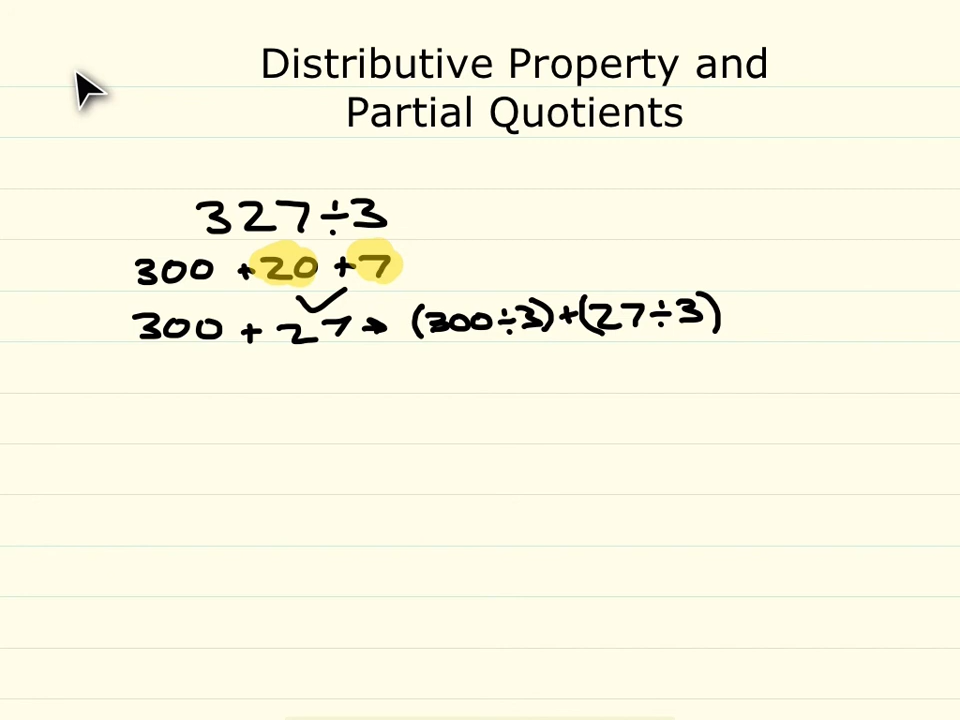 Distributive Property and
Partial Quotients
327÷3
300 +20 +7
300 + 27 → (300÷3)+(27÷3)